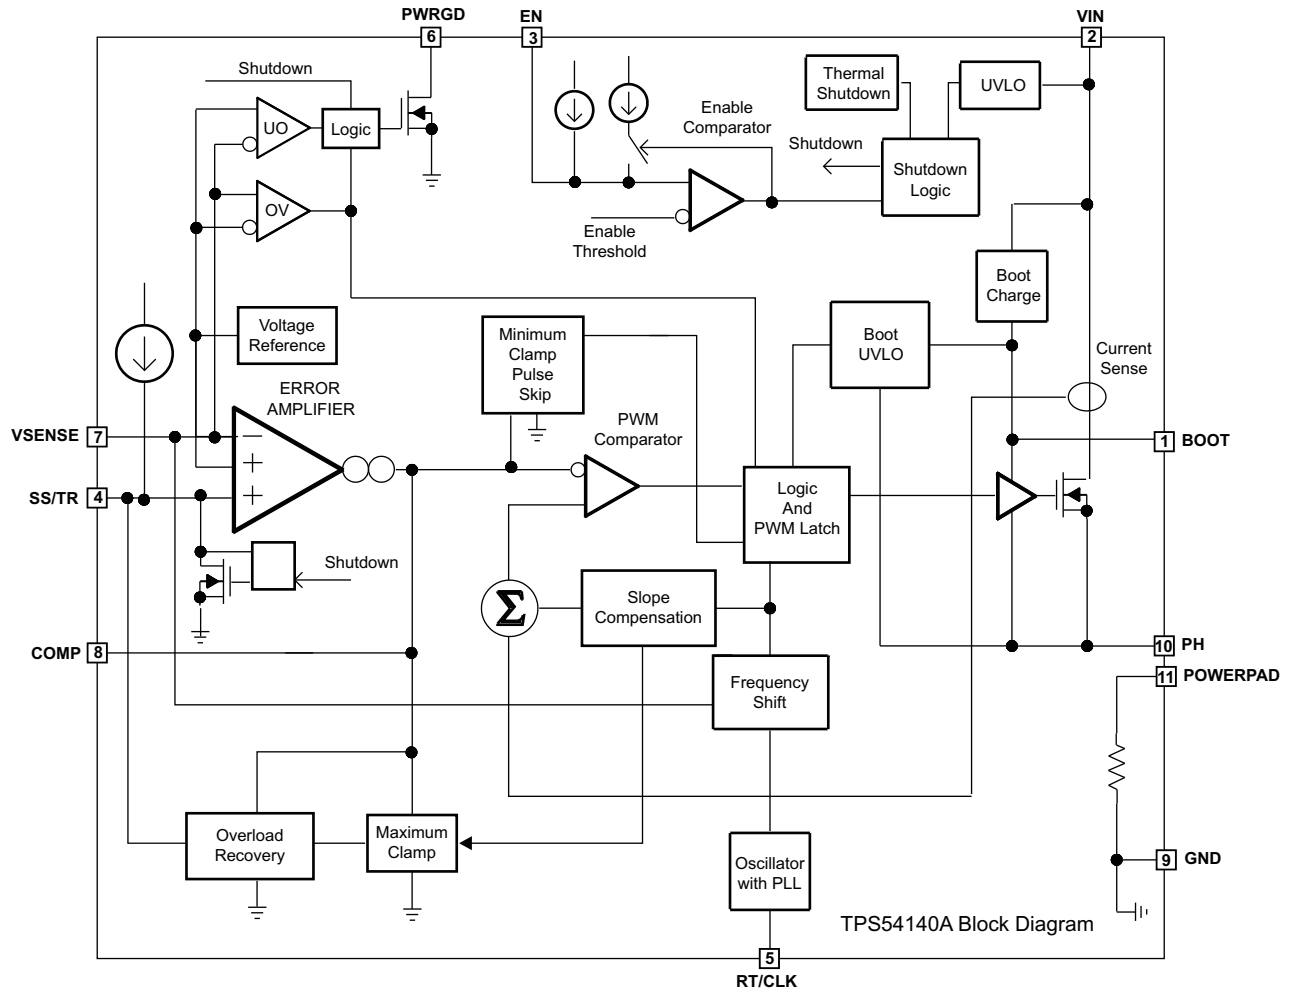 PWRGD
EN
VIN
6
3
2
Shutdown
Thermal
Shutdown
UVLO
Enable
Comparator
UO
Logic
Shutdown
Shutdown
Logic
OV
Enable
Threshold
Boot
Charge
Voltage
Reference
Minimum
Clamp
Pulse
Skip
Boot
UVLO
Current
Sense
ERROR
AMPLIFIER
PWM
Comparator
VSENSE
7
−
+
+
1
BOOT
SS/TR
4
Logic
And
PWM Latch
Shutdown
Σ
Slope
Compensation
COMP
8
10
PH
11
POWERPAD
Frequency
Shift
Overload
Recovery
Maximum
Clamp
Oscillator
with PLL
9
GND
TPS54140A Block Diagram
5
RT/CLK